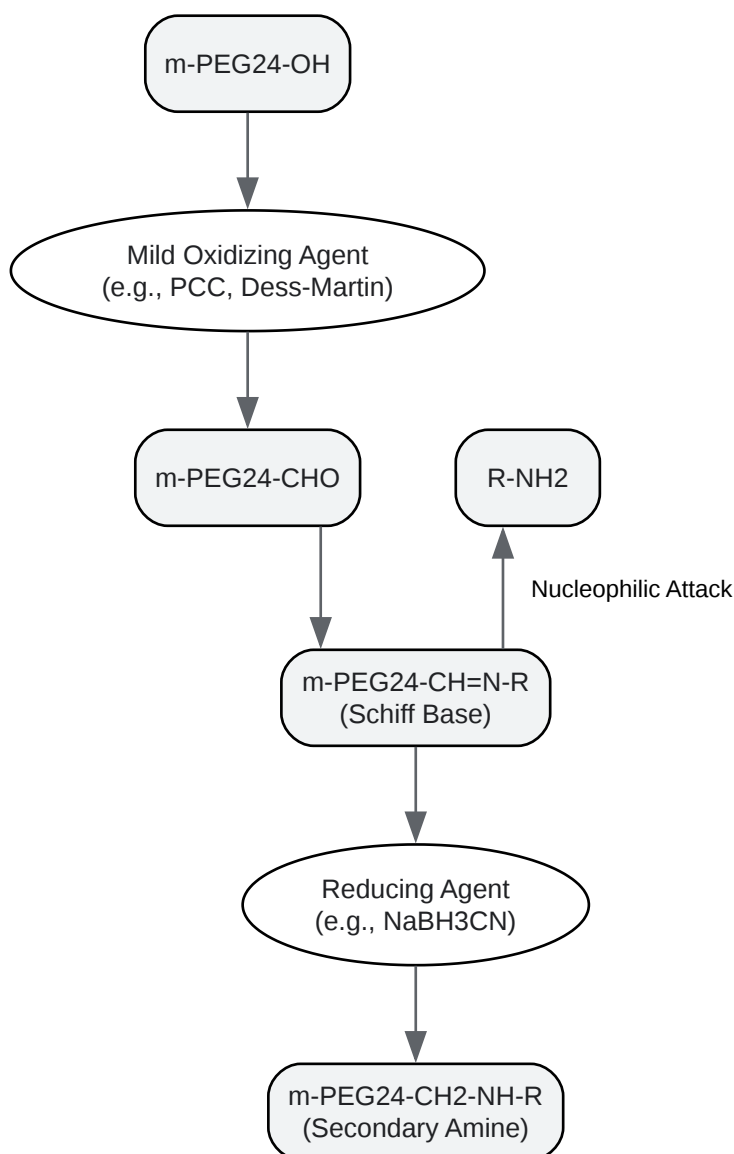 m-PEG24-OH
Mild Oxidizing Agent
(e.g., PCC, Dess-Martin)
m-PEG24-CHO
R-NH2
Nucleophilic Attack
m-PEG24-CH=N-R
(Schiff Base)
Reducing Agent
(e.g., NaBH3CN)
m-PEG24-CH2-NH-R
(Secondary Amine)